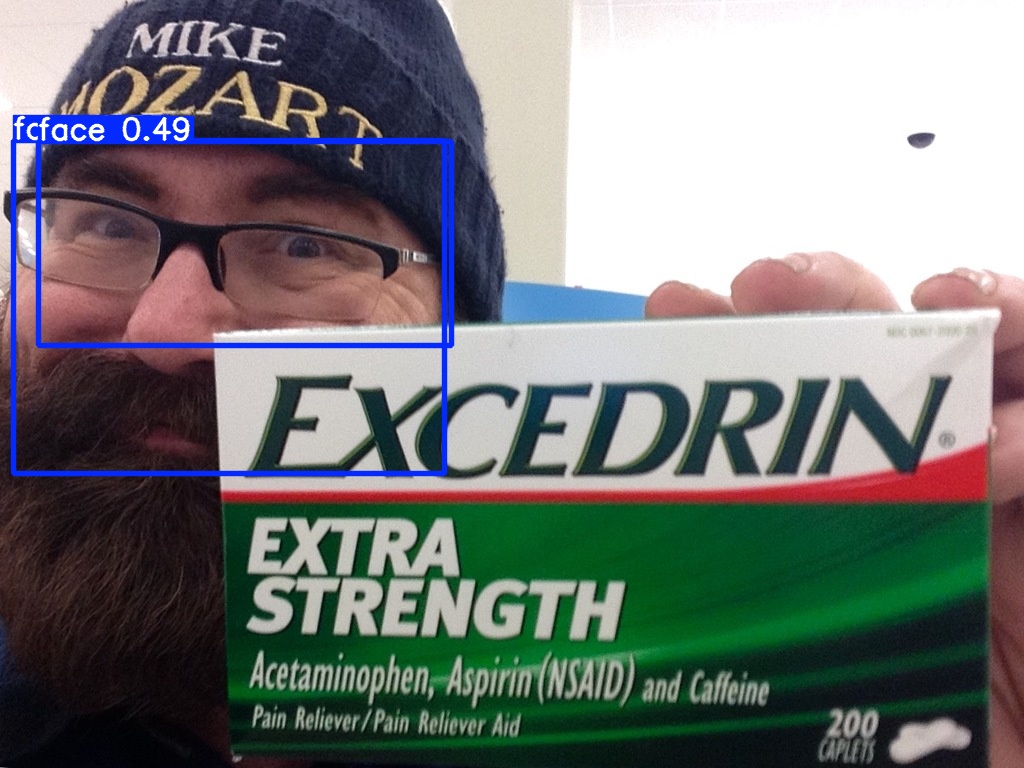 MIKE
MOZART
face 0.49
EXCEDRIN®
EXTRA
STRENGTH
Acetaminophen, Aspirin (NSAID) and Caffeine
Pain Reliever/Pain Reliever Aid
200
CAPLETS